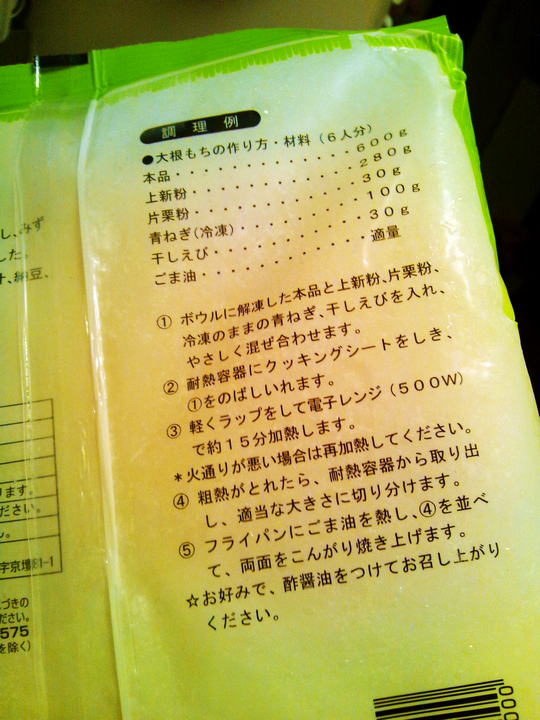 調理例
●大根もちの作り方・材料（６人分）
本品・・・・・・・・・・・・・６００ｇ
上新粉・・・・・・・・・・・・２８０ｇ
片栗粉・・・・・・・・・・・・３０ｇ
青ねぎ（冷凍）・・・・・・・・１００ｇ
干しえび・・・・・・・・・・・３０ｇ
ごま油・・・・・・・・・・・・適量
① ボウルに解凍した本品と上新粉、片栗粉、
冷凍のままの青ねぎ、干しえびを入れ、
やさしく混ぜ合わせます。
② 耐熱容器にクッキングシートをしき、
①をのばしいれます。
③ 軽くラップをして電子レンジ（５００Ｗ）
で約１５分加熱します。
＊火通りが悪い場合は再加熱してください。
④ 粗熱がとれたら、耐熱容器から取り出
し、適当な大きさに切り分けます。
⑤ フライパンにごま油を熱し、④を並べ
て、両面をこんがり焼き上げます。
☆お好みで、酢醤油をつけてお召し上がり
ください。
し、みず
した。
、納豆、
ります。
ださい。
ん。
字京増81-1
づきの
ださい。
575
を除く）
000